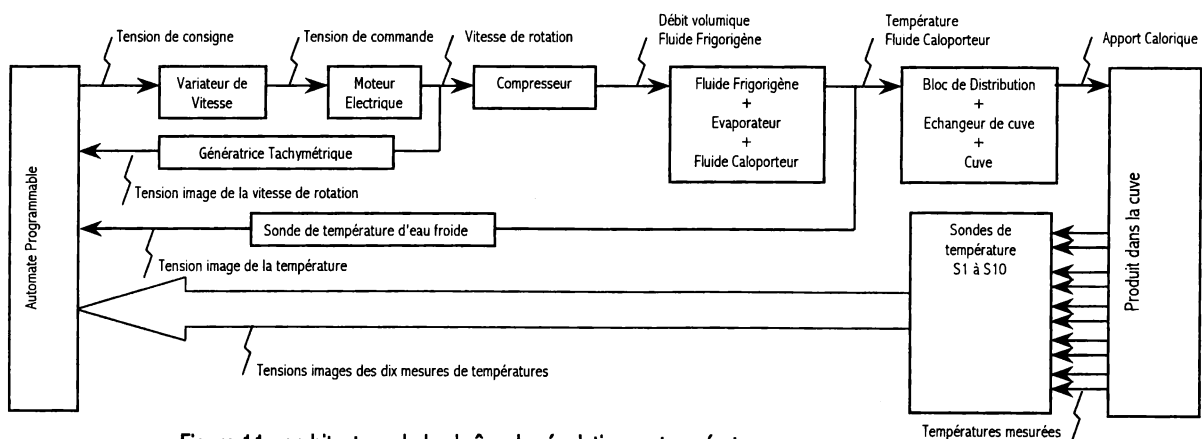 Tension de consigne
Tension de commande
Vitesse de rotation
Débit volumique
Fluide Frigorigène
Température
Fluide Caloporteur
Apport Calorique
Variateur de
Vitesse
Moteur
Electrique
Compresseur
Fluide Frigorigène
+
Evaporateur
+
Fluide Caloporteur
Bloc de Distribution
+
Echangeur de cuve
+
Cuve
Génératrice Tachymétrique
Tension image de la vitesse de rotation
Sonde de température d'eau froide
Tension image de la température
Automate Programmable
Sondes de
température
S1 à S10
Produit dans la cuve
Tensions images des dix mesures de températures
Températures mesurées